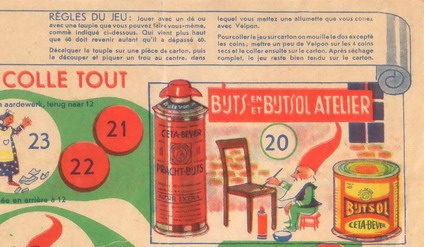 RÈGLES DU JEU: Jouer avec un dé ou
avec une toupie que vous pouvez faire vous-même,
comme indiqué ci-dessous. Qui vient plus haut
que 60 doit revenir autant qu'il a dépassé 60.
Décalquer la toupie sur une pièce de carton, puis
le découper et piquer un trou au centre, dans
lequel vous mettez une allumette que vous collez
avec Velpon.
Pour coller le jeu sur carton on mouille le dos excepté
les coins; mettre un peu de Velpon sur les 4 coins
secs et le coller ensuite sur le carton. Après séchage
complet, le jeu reste bien tendu sur le carton.
COLLE TOUT
aardewerk, terug naar 12
23
21
22
ée en arrière à 12
BUTS EN ET BUTSOL ATELIER
20
CETA-BEVER
PRACHT-BUTS
BUTSOL
CETA-BEVER